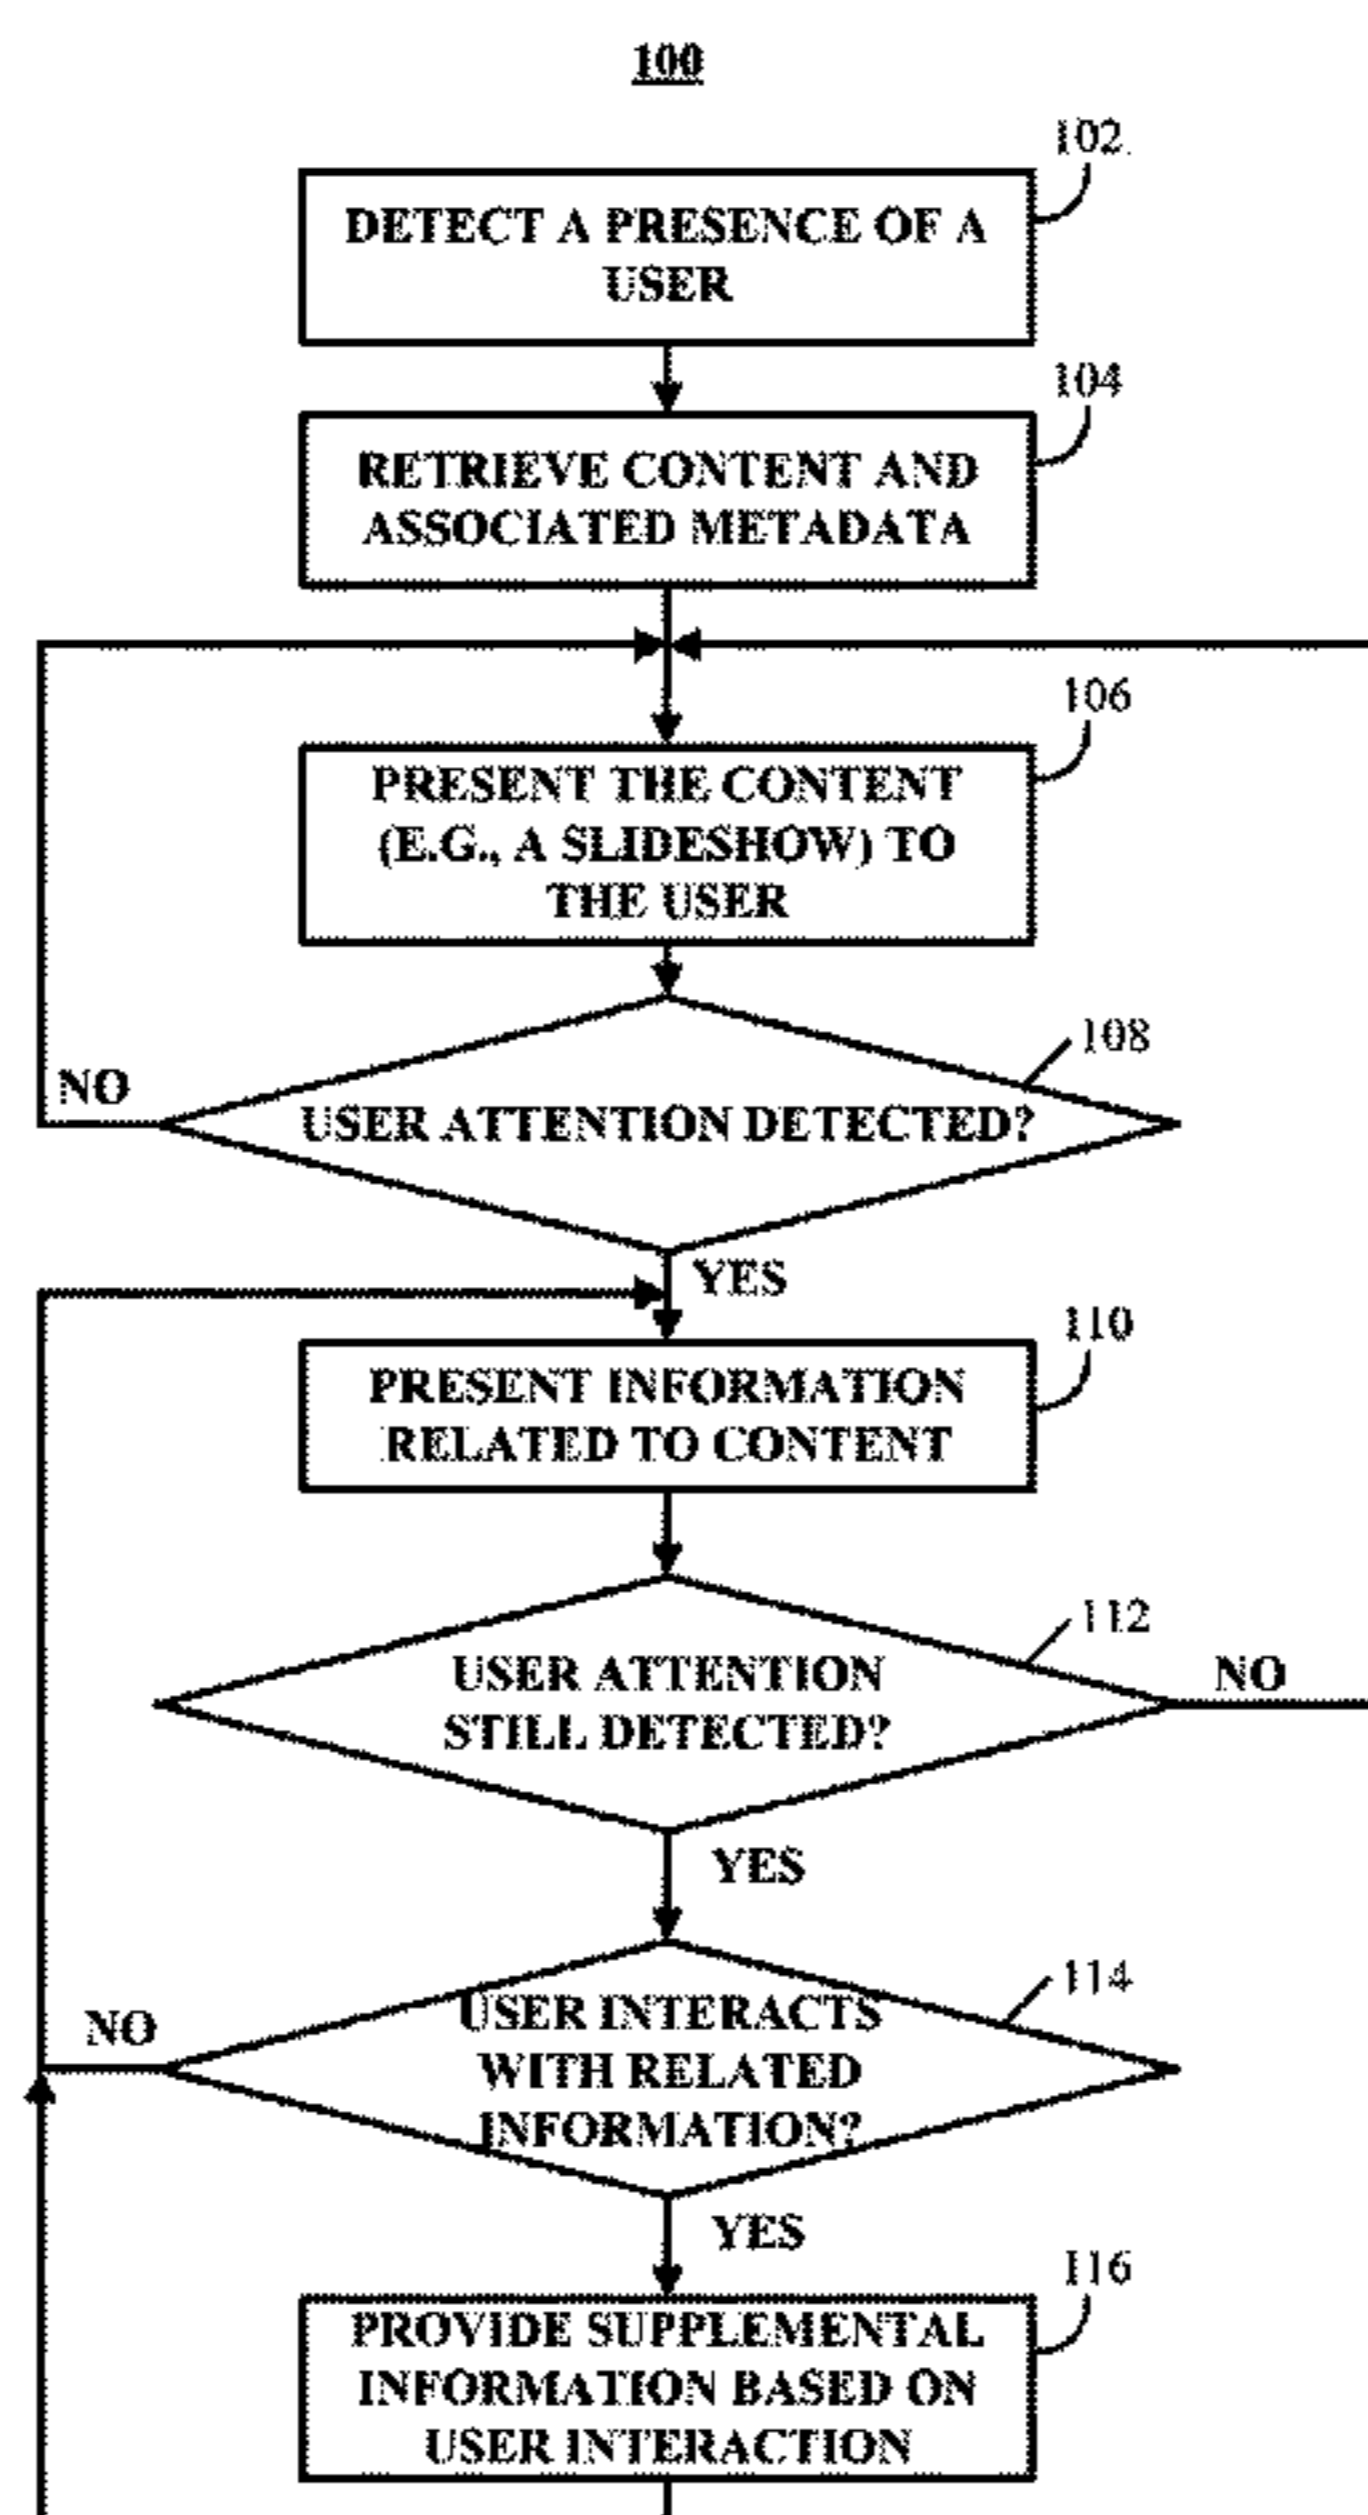 100
102
DETECT A PRESENCE OF A
USER
104
RETRIEVE CONTENT AND
ASSOCIATED METADATA
106
PRESENT THE CONTENT
(E.G., A SLIDESHOW) TO
THE USER
108
NO
USER ATTENTION DETECTED?
YES
110
PRESENT INFORMATION
RELATED TO CONTENT
112
NO
USER ATTENTION
STILL DETECTED?
YES
114
NO
USER INTERACTS
WITH RELATED
INFORMATION?
YES
116
PROVIDE SUPPLEMENTAL
INFORMATION BASED ON
USER INTERACTION